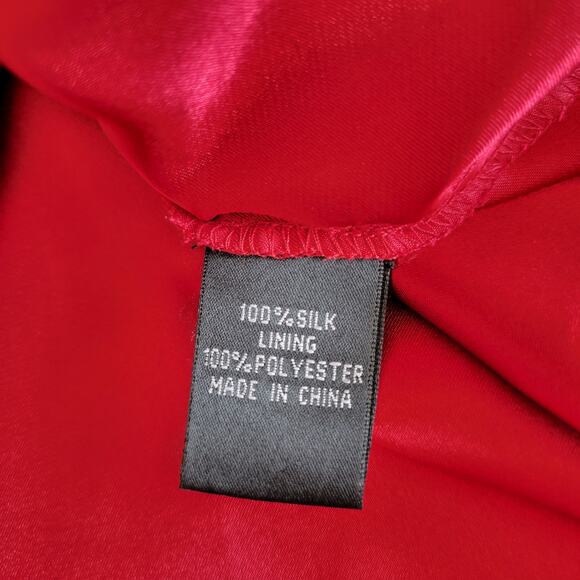 100%SILK
LINING
100%POLYESTER
MADE IN CHINA